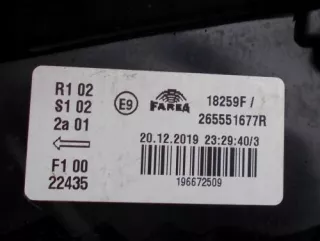 R1 02
S1 02
2a 01
E9
FARBA
18259F /
265551677R
20.12.2019 23:29:40/3
F1 00
22435
196672509